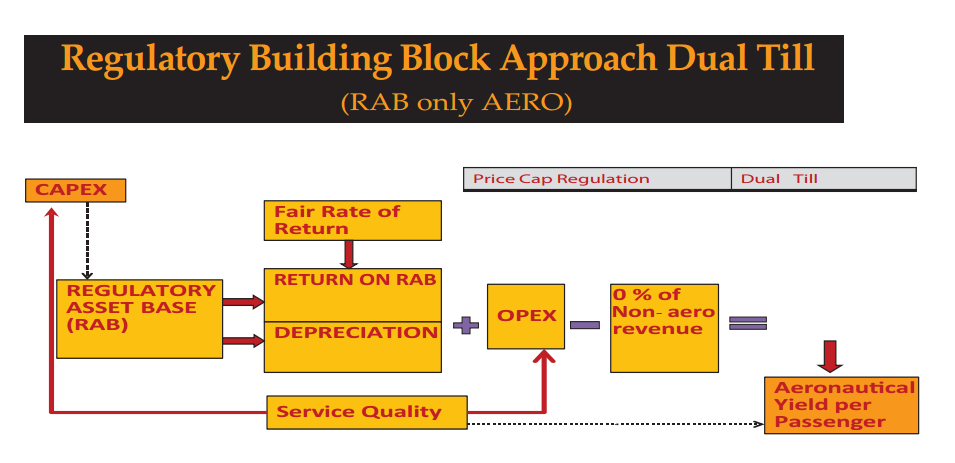 Regulatory Building Block Approach Dual Till
(RAB only AERO)
Price Cap Regulation
Dual Till
CAPEX
Fair Rate of
Return
REGULATORY
ASSET BASE
(RAB)
RETURN ON RAB
DEPRECIATION
OPEX
0 % of
Non- aero
revenue
Aeronautical
Yield per
Passenger
Service Quality